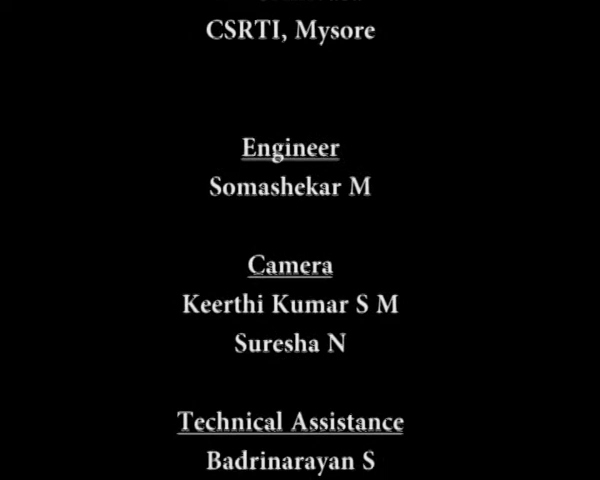 CSRTI, Mysore
Engineer
Somashekar M
Camera
Keerthi Kumar S M
Suresha N
Technical Assistance
Badrinarayan S